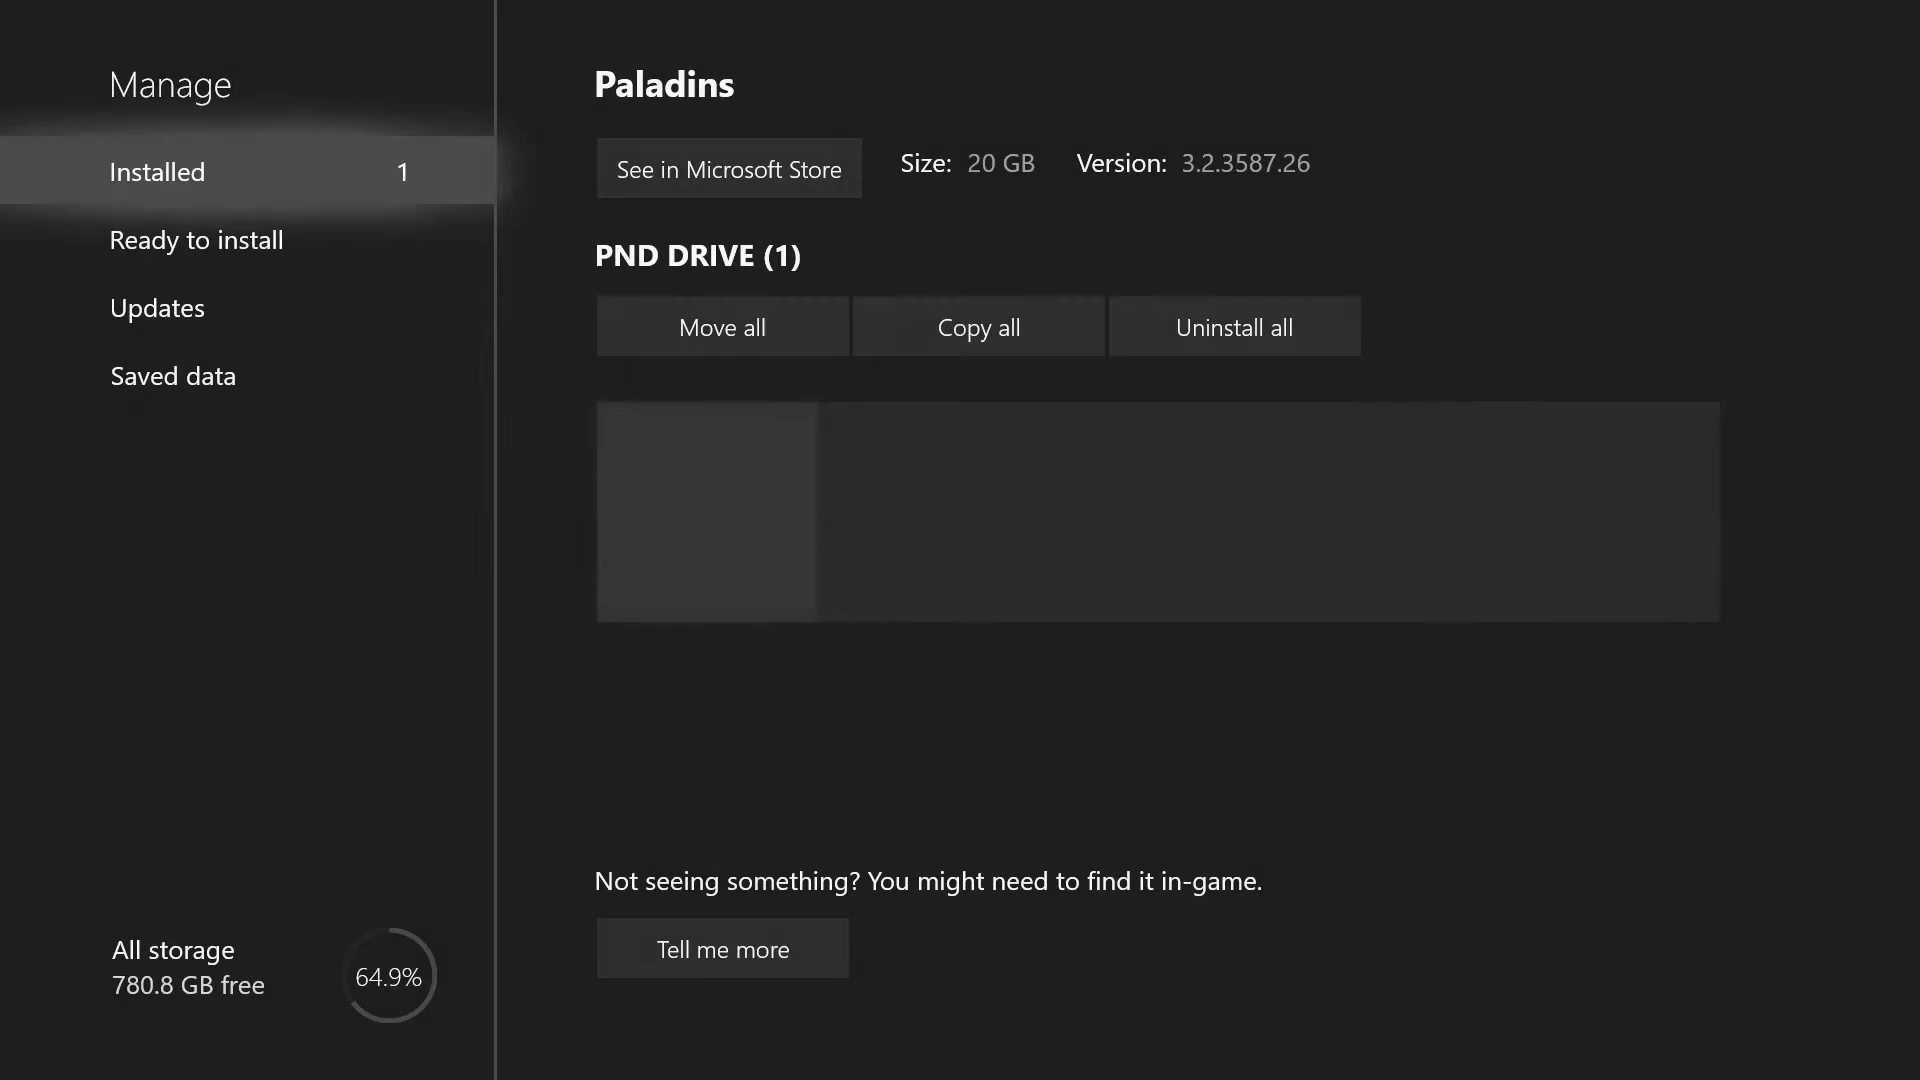 Manage
Installed 1
Ready to install
Updates
Saved data
All storage
780.8 GB free
64.9%
Paladins
See in Microsoft Store
Size: 20 GB Version: 3.2.3587.26
PND DRIVE (1)
Move all
Copy all
Uninstall all
Not seeing something? You might need to find it in-game.
Tell me more